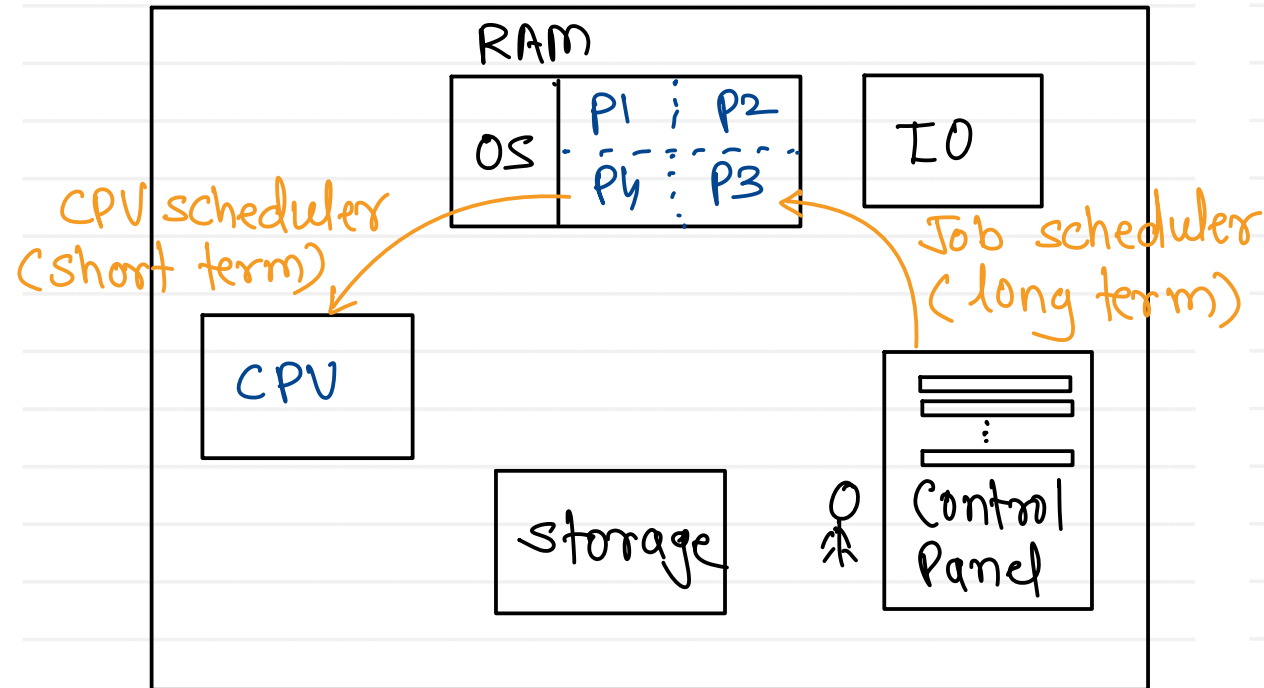 RAM
OS
P1
P2
P4
P3
IO
CPU scheduler
(short term)
Job scheduler
(long term)
CPU
storage
Control
Panel